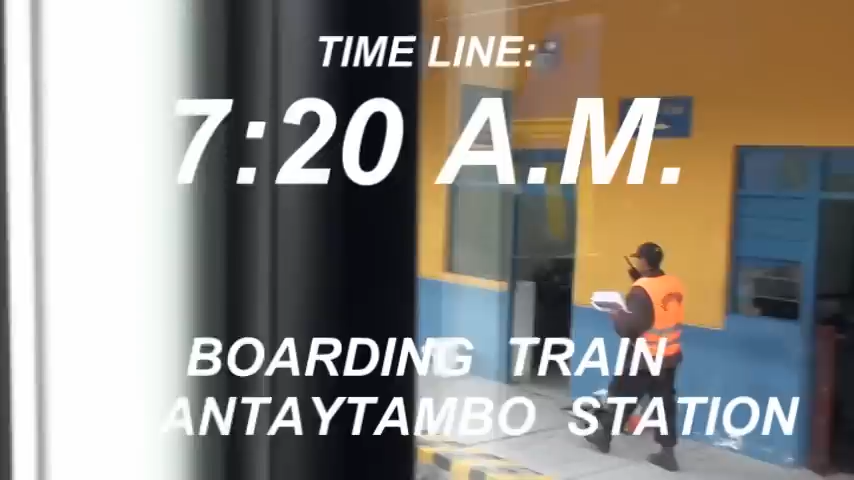 TIME LINE:
7:20 A.M.
BOARDING TRAIN
ANTAYTAMBO STATION